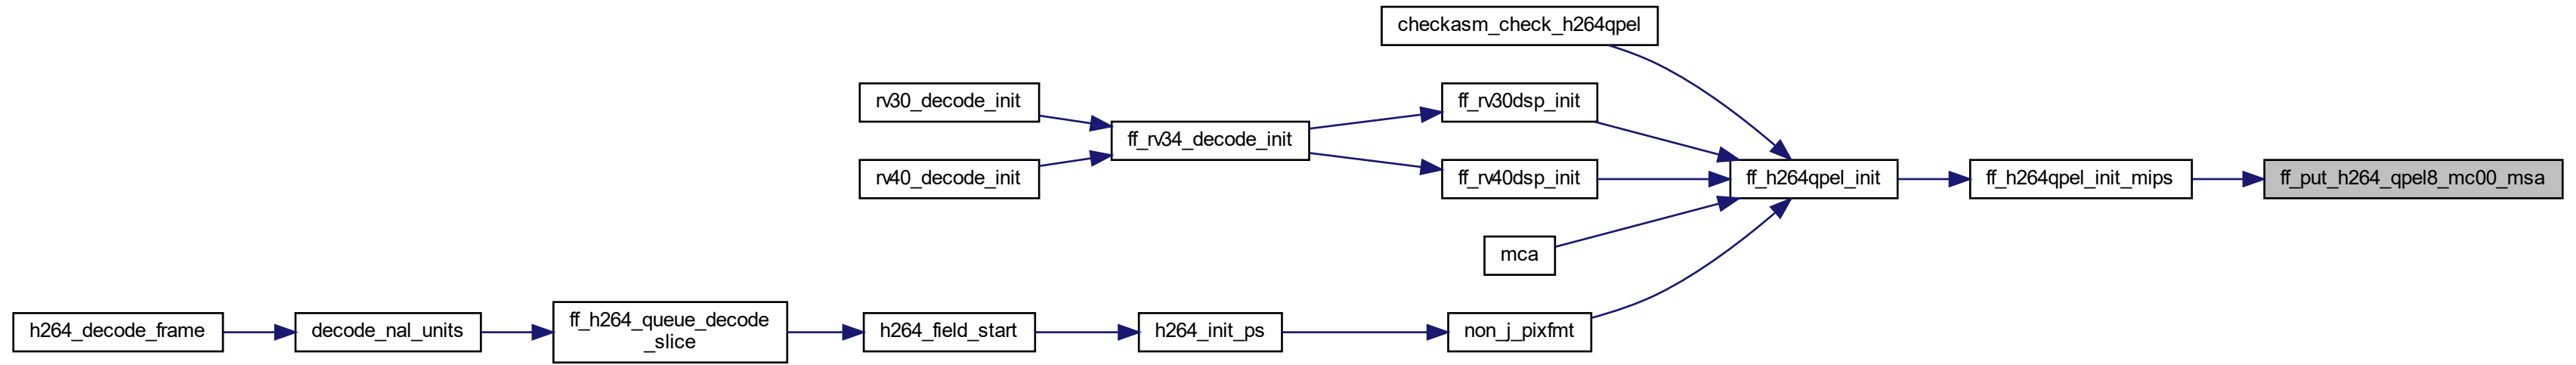 checkasm_check_h264qpel
rv30_decode_init
ff_rv30dsp_init
ff_rv34_decode_init
rv40_decode_init
ff_rv40dsp_init
ff_h264qpel_init
ff_h264qpel_init_mips
ff_put_h264_qpel8_mc00_msa
mca
h264_decode_frame
decode_nal_units
ff_h264_queue_decode
_slice
h264_field_start
h264_init_ps
non_j_pixfmt